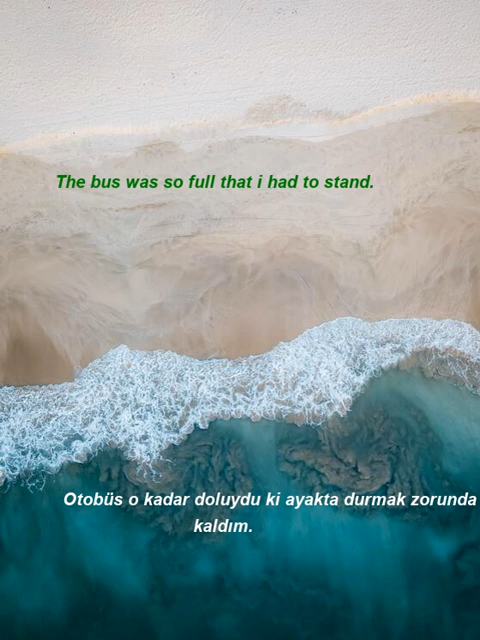 The bus was so full that i had to stand.
Otobüs o kadar doluydu ki ayakta durmak zorunda
kaldım.